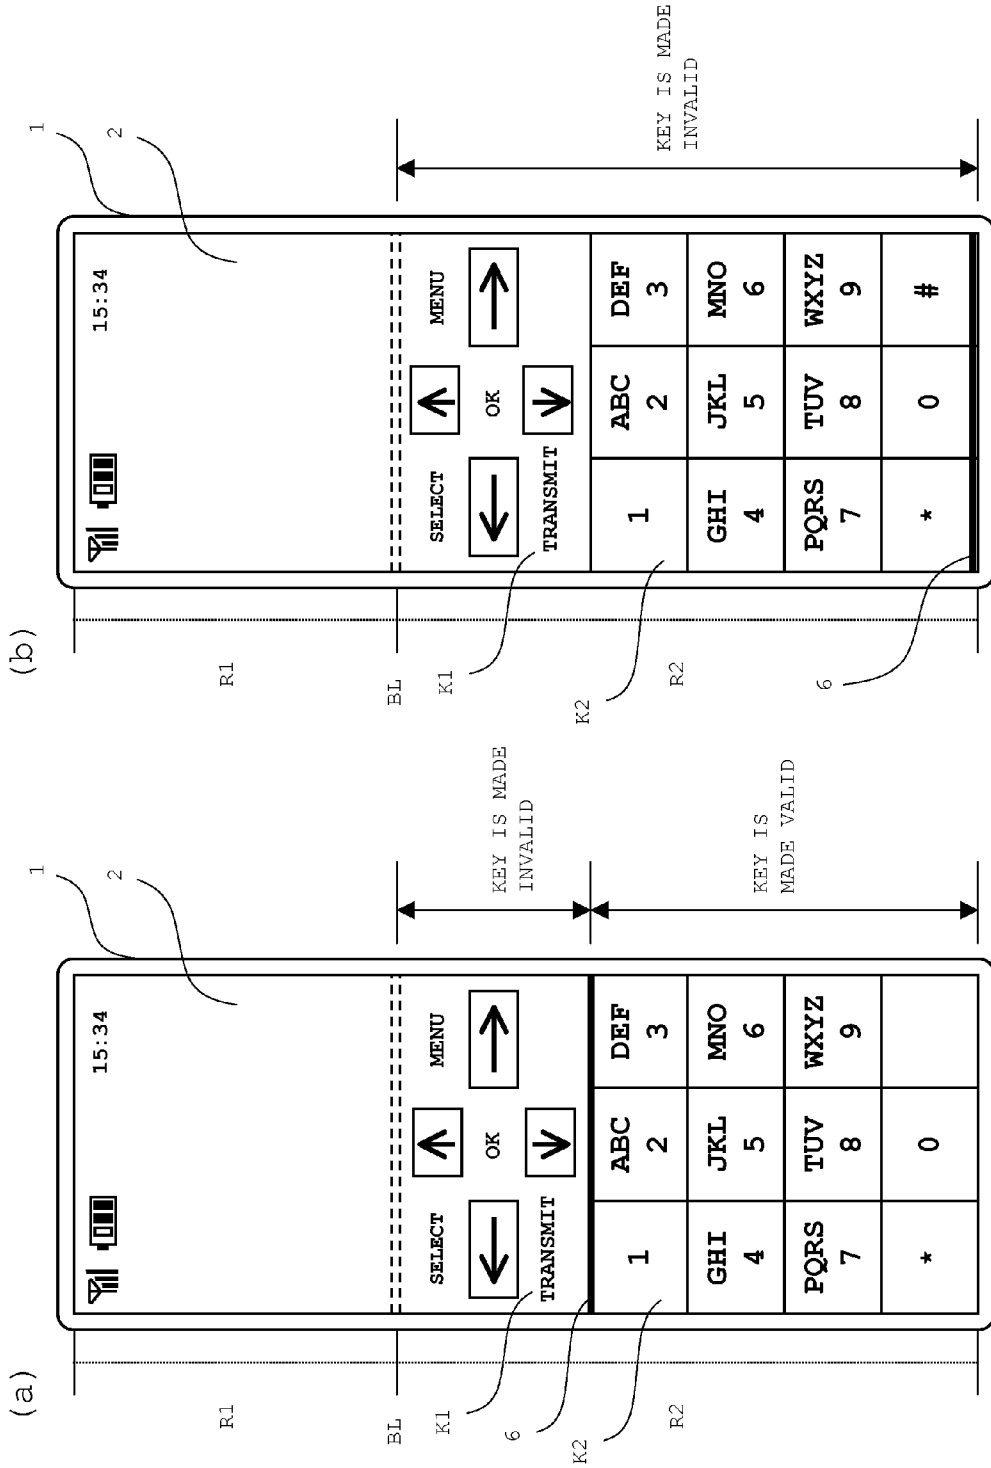 (a)
1
2
15:34
SELECT
MENU
OK
TRANSMIT
1
ABC
2
DEF
3
GHI
4
JKL
5
MNO
6
PQRS
7
TUV
8
WXYZ
9
*
0
R1
BL
K1
6
K2
R2
KEY IS MADE
INVALID
KEY IS
MADE VALID
(b)
1
2
15:34
SELECT
MENU
OK
TRANSMIT
1
ABC
2
DEF
3
GHI
4
JKL
5
MNO
6
PQRS
7
TUV
8
WXYZ
9
*
0
#
R1
BL
K1
K2
R2
6
KEY IS MADE
INVALID